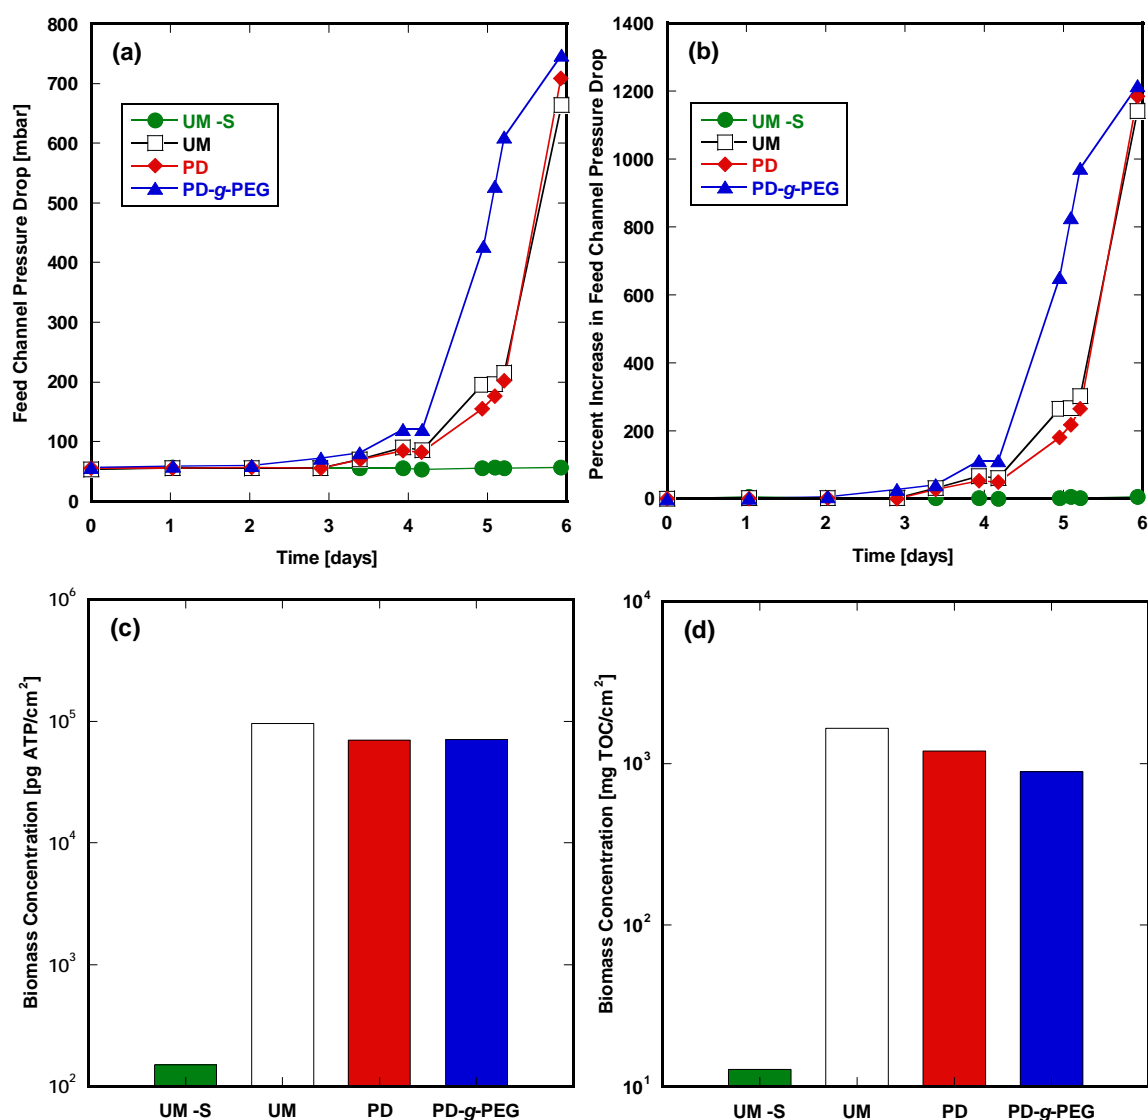 (a)
Feed Channel Pressure Drop [mbar]
800
700
600
500
400
300
200
100
0
UM -S
UM
PD
PD-g-PEG
0 1 2 3 4 5 6
Time [days]
(b)
Percent Increase in Feed Channel Pressure Drop
1400
1200
1000
800
600
400
200
0
UM -S
UM
PD
PD-g-PEG
0 1 2 3 4 5 6
Time [days]
(c)
Biomass Concentration [pg ATP/cm²]
10⁶
10⁵
10⁴
10³
10²
UM -S UM PD PD-g-PEG
(d)
Biomass Concentration [mg TOC/cm²]
10⁴
10³
10²
10¹
UM -S UM PD PD-g-PEG